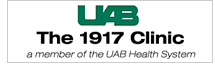 UAB
The 1917 Clinic
a member of the UAB Health System